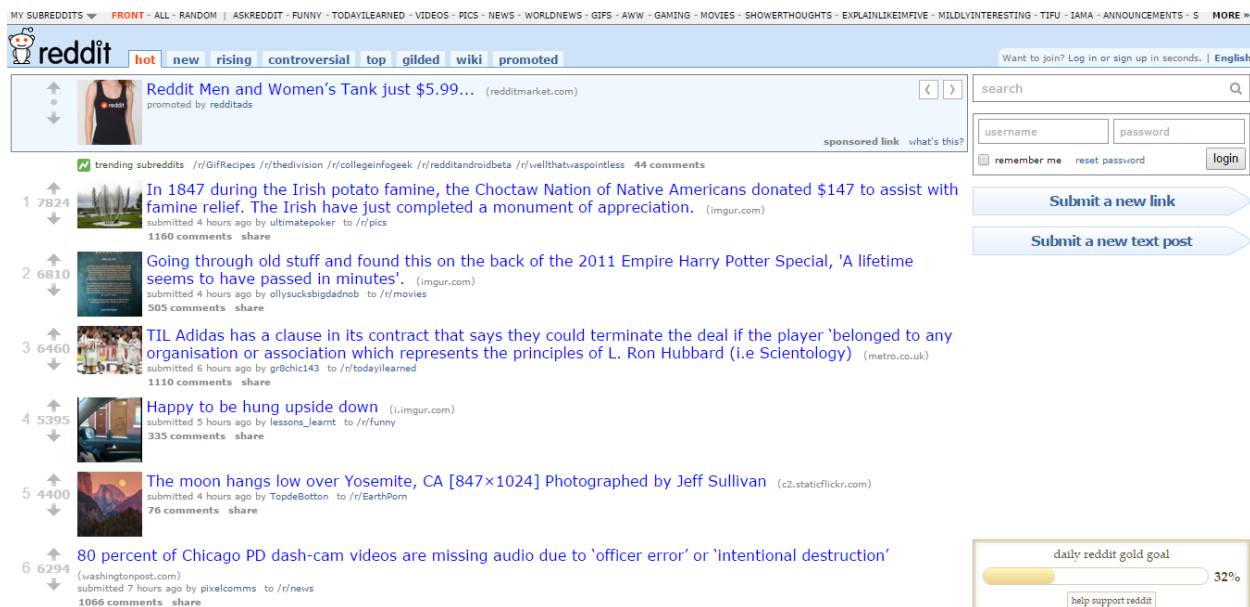 MY SUBREDDITS FRONT - ALL - RANDOM | ASKREDDIT - FUNNY - TODAYILEARNED - VIDEOS - PICS - NEWS - WORLDNEWS - GIFS - AWW - GAMING - MOVIES - SHOWERTHOUGHTS - EXPLAINLIKEIMFIVE - MILDLYINTERESTING - TIFU - IAMA - ANNOUNCEMENTS - S MORE »
reddit hot new rising controversial top gilded wiki promoted
Want to join? Log in or sign up in seconds. | English
Reddit Men and Women’s Tank just $5.99... (redditmarket.com)
promoted by redditads
sponsored link what's this?
reddit
trending subreddits /r/GifRecipes /r/thedivision /r/collegeinfogeek /r/redditandroidbeta /r/wellthatwaspointless 44 comments
1 7824
In 1847 during the Irish potato famine, the Choctaw Nation of Native Americans donated $147 to assist with
famine relief. The Irish have just completed a monument of appreciation. (imgur.com)
submitted 4 hours ago by ultimatepoker to /r/pics
1160 comments share
2 6810
Going through old stuff and found this on the back of the 2011 Empire Harry Potter Special, 'A lifetime
seems to have passed in minutes'. (imgur.com)
submitted 4 hours ago by ollysucksbigdadnob to /r/movies
505 comments share
3 6460
TIL Adidas has a clause in its contract that says they could terminate the deal if the player ‘belonged to any
organisation or association which represents the principles of L. Ron Hubbard (i.e Scientology) (metro.co.uk)
submitted 6 hours ago by gr8chic143 to /r/todayilearned
1110 comments share
4 5395
Happy to be hung upside down (i.imgur.com)
submitted 5 hours ago by lessons_learnt to /r/funny
335 comments share
5 4400
The moon hangs low over Yosemite, CA [847×1024] Photographed by Jeff Sullivan (c2.staticflickr.com)
submitted 4 hours ago by TopdeBotton to /r/EarthPorn
76 comments share
6 6294
80 percent of Chicago PD dash-cam videos are missing audio due to ‘officer error’ or ‘intentional destruction’
(washingtonpost.com)
submitted 7 hours ago by pixelcomms to /r/news
1066 comments share
search
username password
remember me reset password login
Submit a new link
Submit a new text post
daily reddit gold goal
32%
help support reddit